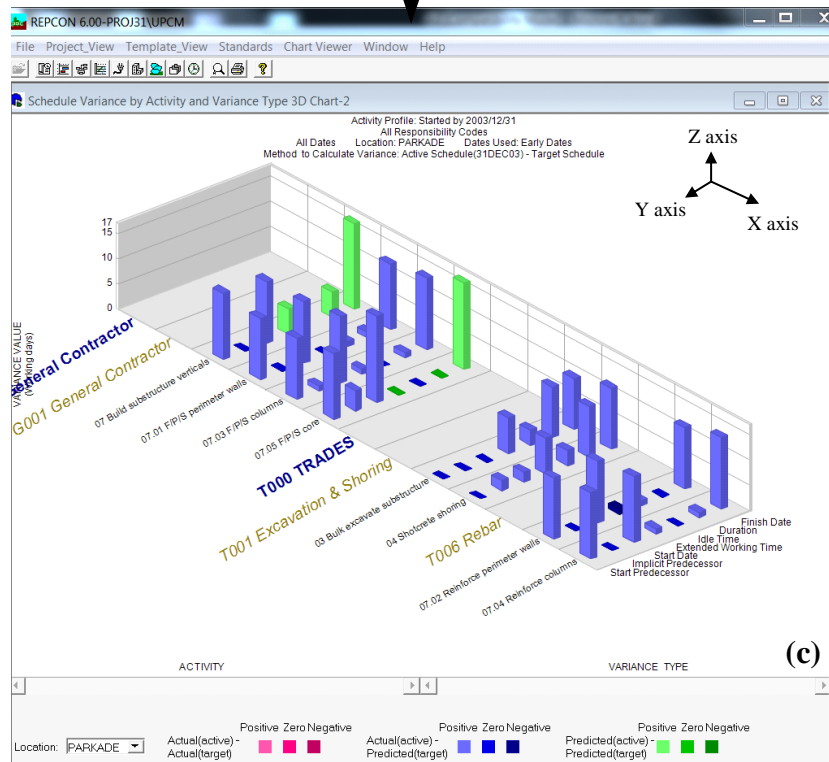 REPCON 6.00-PROJ31\UPCM
File Project_View Template_View Standards Chart Viewer Window Help
Schedule Variance by Activity and Variance Type 3D Chart-2
Activity Profile: Started by 2003/12/31
All Responsibility Codes
All Dates Location: PARKADE Dates Used: Early Dates
Method to Calculate Variance: Active Schedule(31DEC03) - Target Schedule
Z axis
Y axis
X axis
17
15
10
5
0
VARIANCE VALUE
(Working days)
General Contractor
G001 General Contractor
07 Build substructure verticals
07.01 F/P/S perimeter walls
07.03 F/P/S columns
07.05 F/P/S core
T000 TRADES
T001 Excavation & Shoring
03 Bulk excavate substructure
04 Shotcrete shoring
T006 Rebar
07.02 Reinforce perimeter walls
07.04 Reinforce columns
Finish Date
Duration
Idle Time
Extended Working Time
Start Date
Implicit Predecessor
Start Predecessor
(c)
ACTIVITY
VARIANCE TYPE
Location: PARKADE
Actual(active) -
Actual(target)
Positive Zero Negative
Actual(active) -
Predicted(target)
Positive Zero Negative
Predicted(active) -
Predicted(target)
Positive Zero Negative